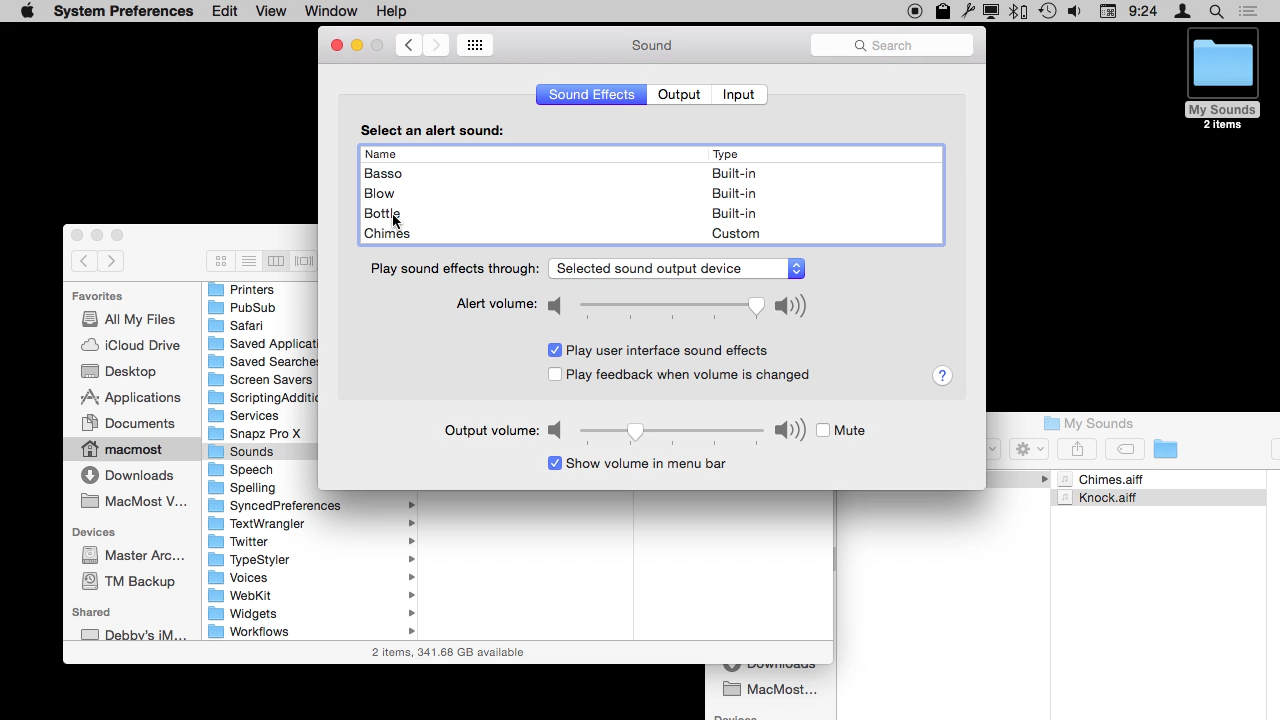 System Preferences Edit View Window Help 9:24
Sound
Search
My Sounds
2 items
Sound Effects Output Input
Select an alert sound:
Name Type
Basso Built-in
Blow Built-in
Bottle Built-in
Chimes Custom
Play sound effects through: Selected sound output device
Alert volume:
Play user interface sound effects
Play feedback when volume is changed
?
Output volume: Mute
Show volume in menu bar
Favorites
All My Files
iCloud Drive
Desktop
Applications
Documents
macmost
Downloads
MacMost V...
Devices
Master Arc...
TM Backup
Shared
Debby's iM...
Printers
PubSub
Safari
Saved Applicati
Saved Searches
Screen Savers
ScriptingAdditic
Services
Snapz Pro X
Sounds
Speech
Spelling
SyncedPreferences
TextWrangler
Twitter
TypeStyler
Voices
WebKit
Widgets
Workflows
2 items, 341.68 GB available
My Sounds
Chimes.aiff
Knock.aiff
Downloads
MacMost...
Devices